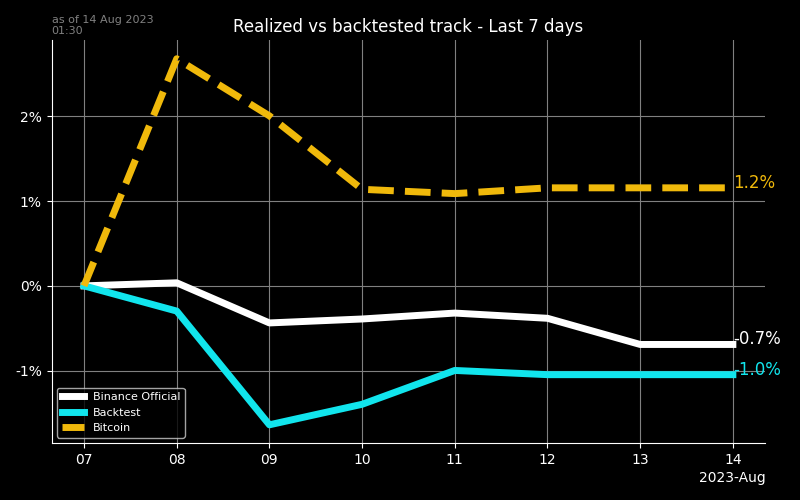 as of 14 Aug 2023
01:30
Realized vs backtested track - Last 7 days
2%
1%
0%
-1%
1.2%
-0.7%
-1.0%
Binance Official
Backtest
Bitcoin
07 08 09 10 11 12 13 14
2023-Aug